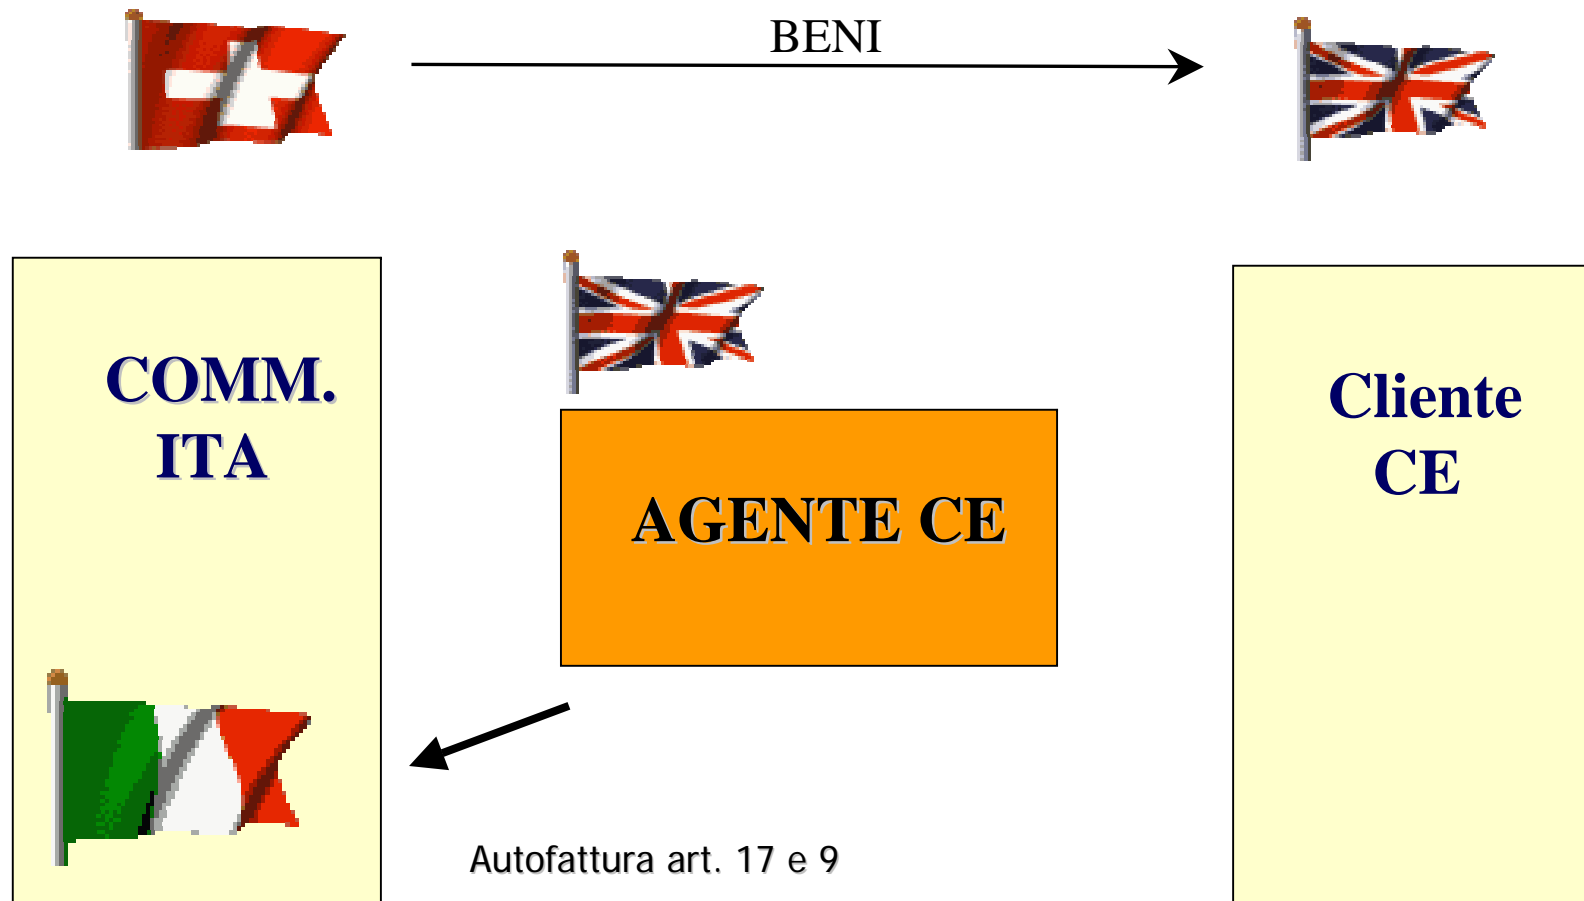 BENI
COMM.
ITA
AGENTE CE
Cliente
CE
Autofattura art. 17 e 9